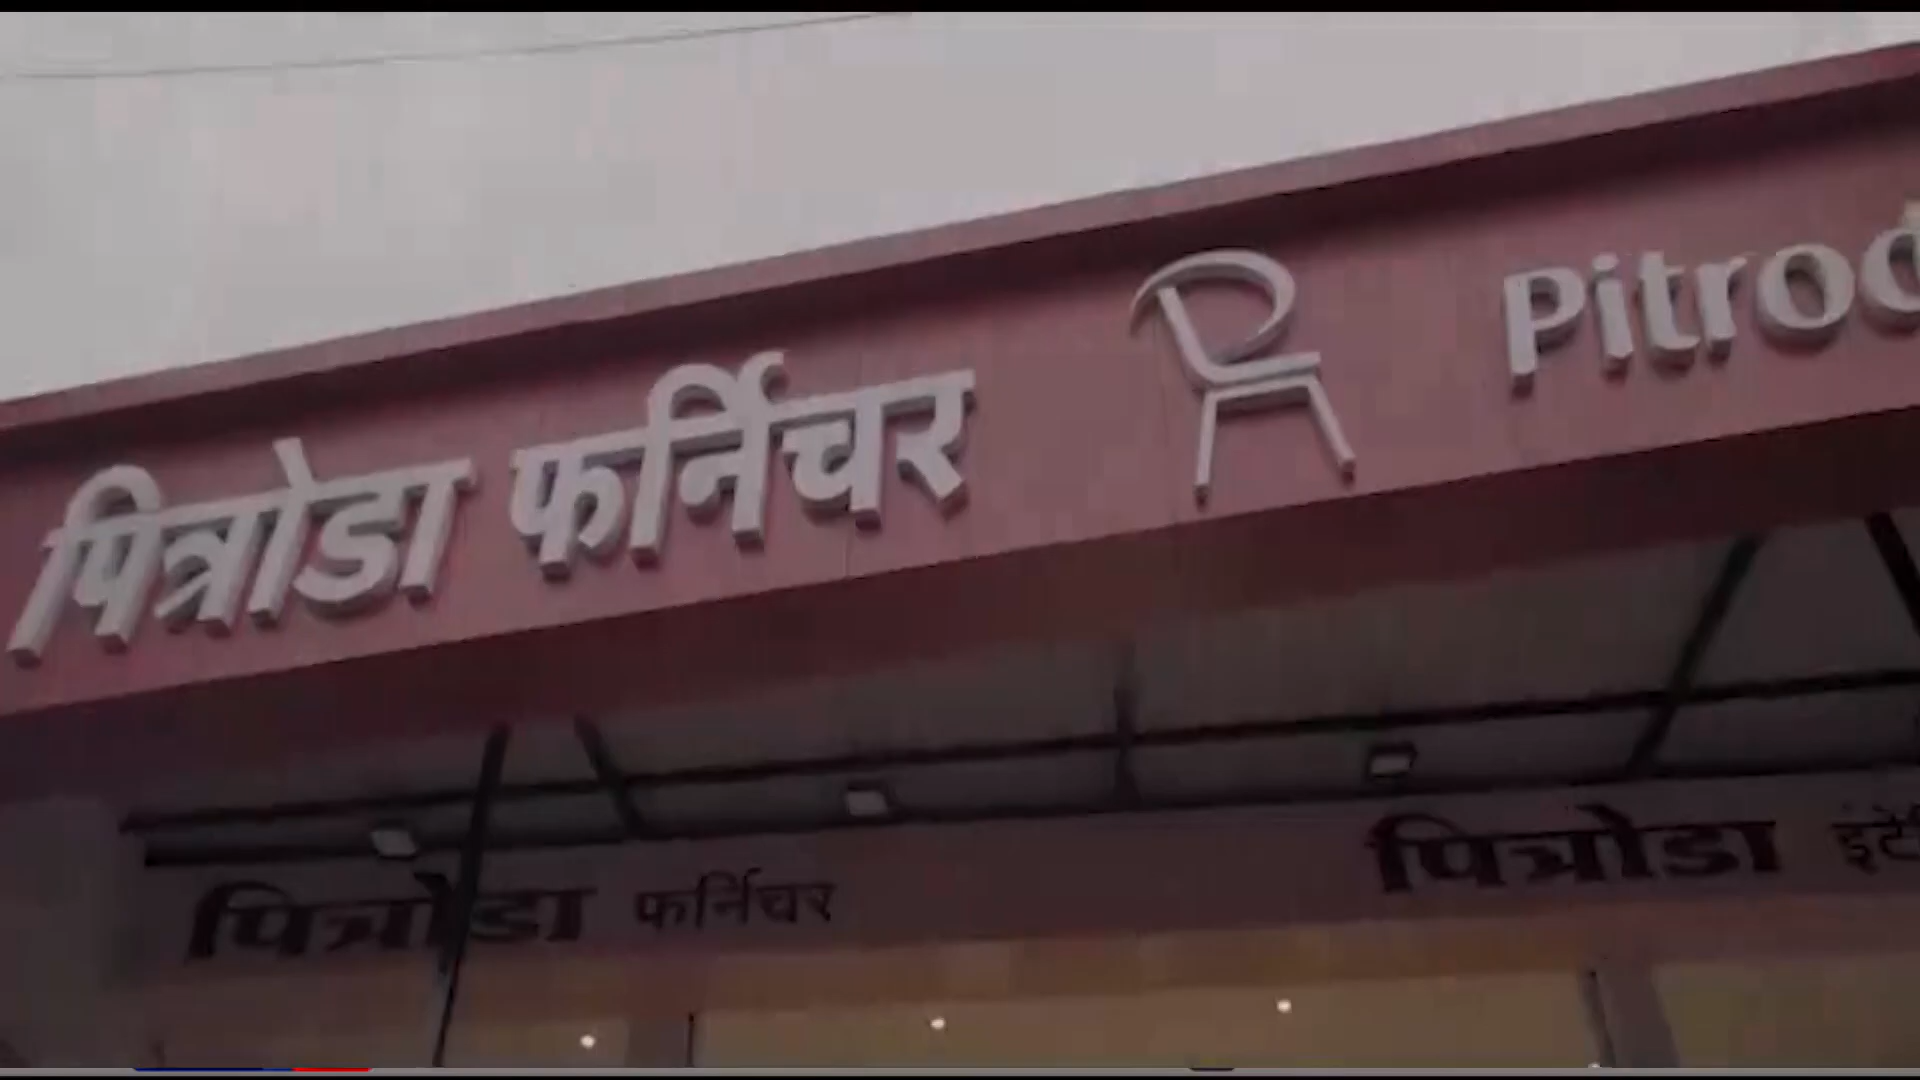 पित्रोडा फर्निचर Pitrod
पित्रोडा फर्निचर
पित्रोडा